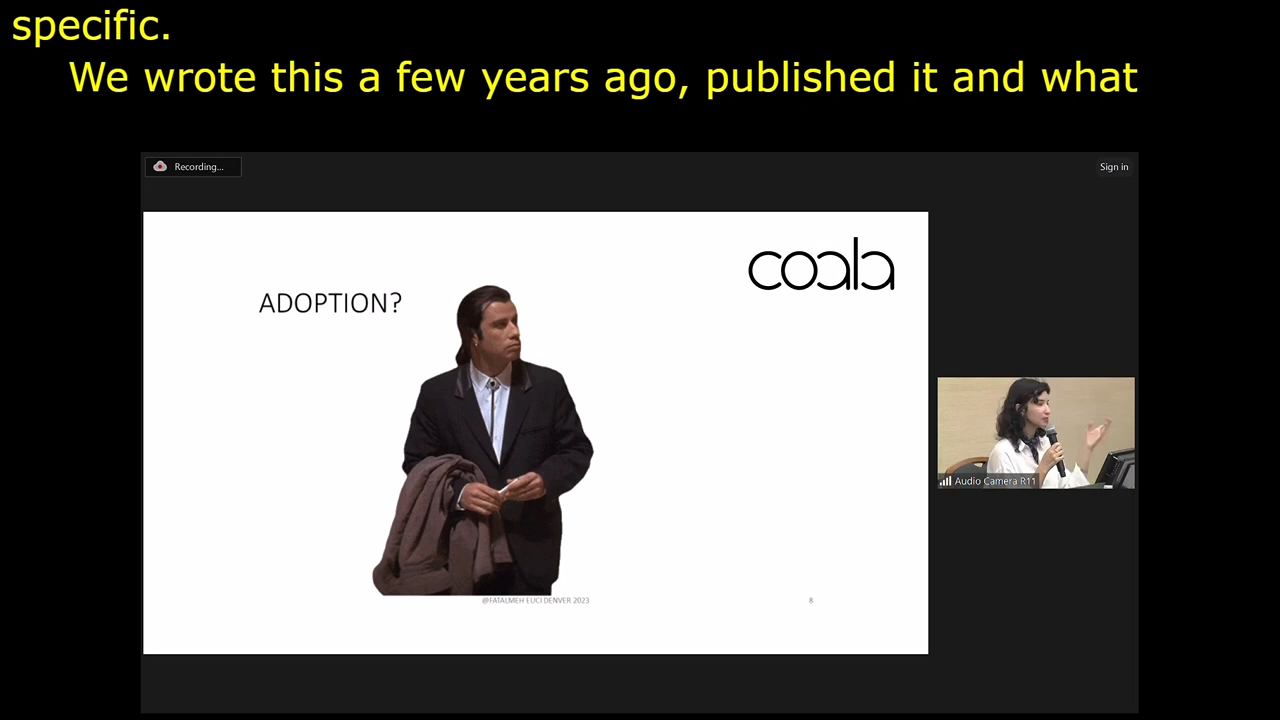 specific.
We wrote this a few years ago, published it and what
Recording...
Sign in
coala
ADOPTION?
Audio Camera R11
@FATALMEH EUCI DENVER 2023
8